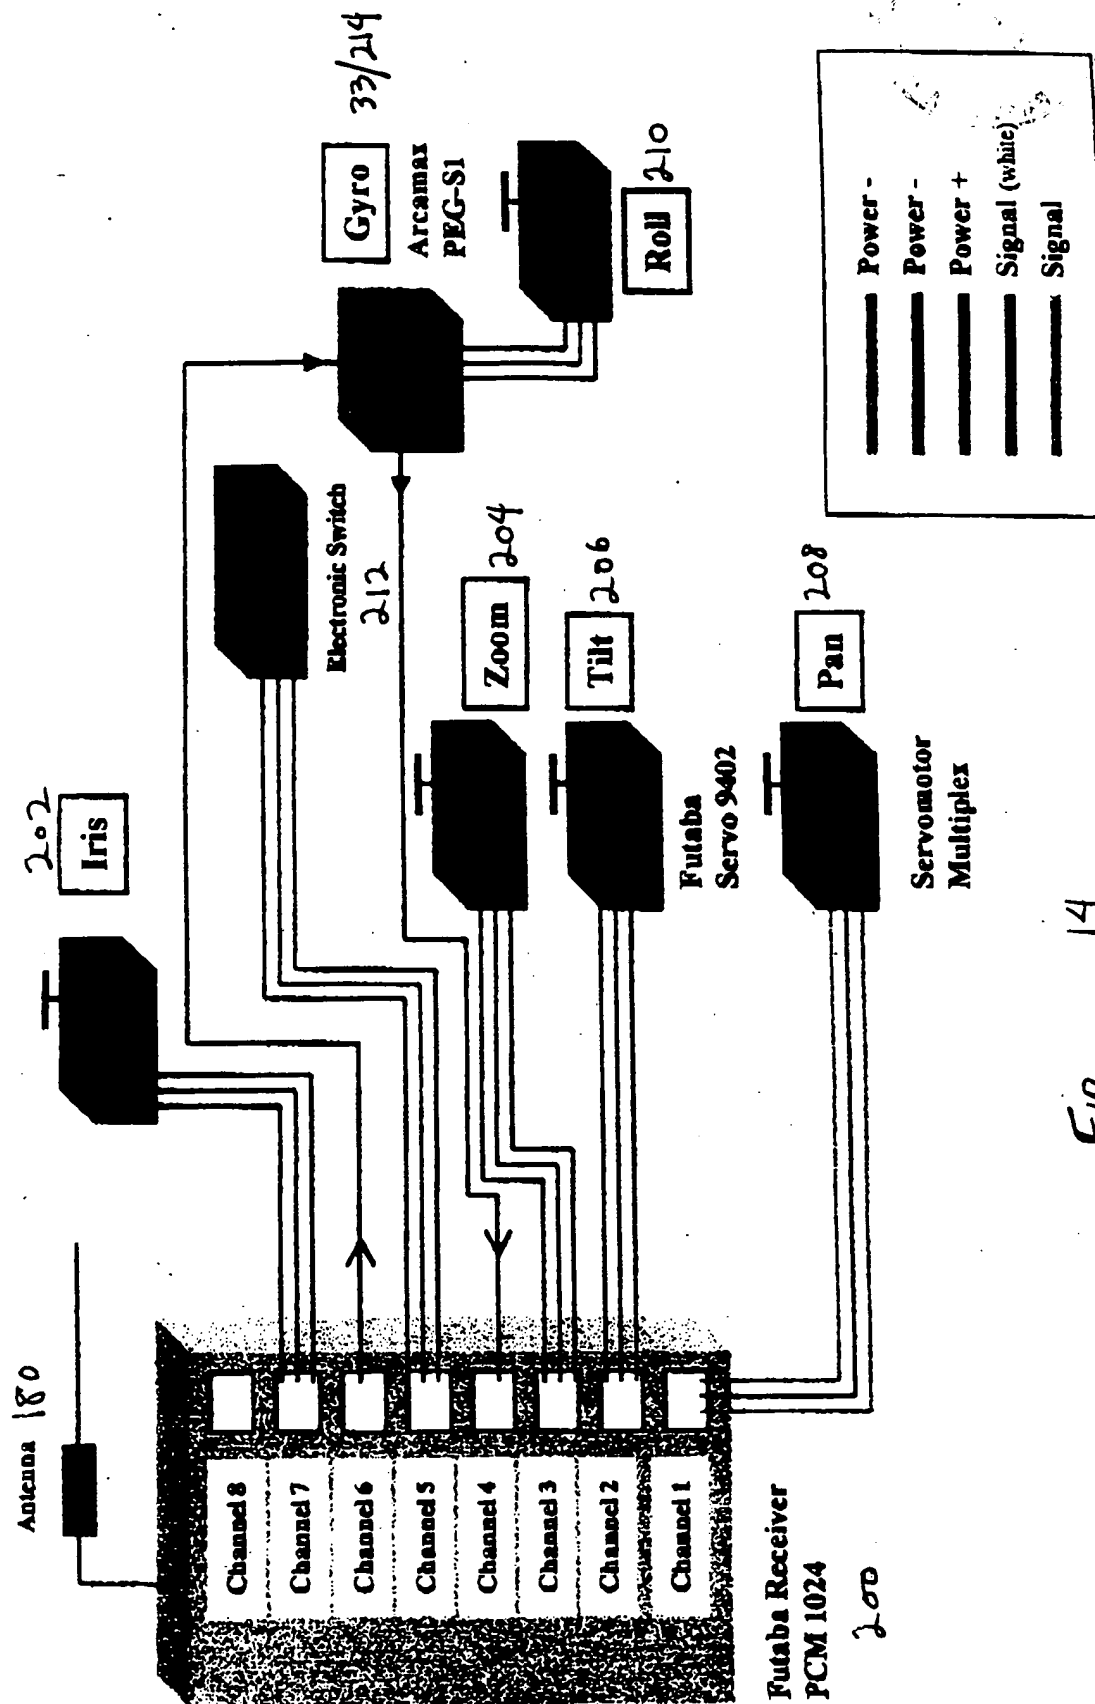 Antenna 180
Channel 8
Channel 7
Channel 6
Channel 5
Channel 4
Channel 3
Channel 2
Channel 1
Futaba Receiver
PCM 1024
200
202
Iris
Electronic Switch
212
Gyro 33/214
Arcamax
PEG-S1
Roll 210
Zoom 204
Tilt 206
Futaba
Servo 9402
Pan 208
Servomotor
Multiplex
Power -
Power -
Power +
Signal (white)
Signal
Fig 14